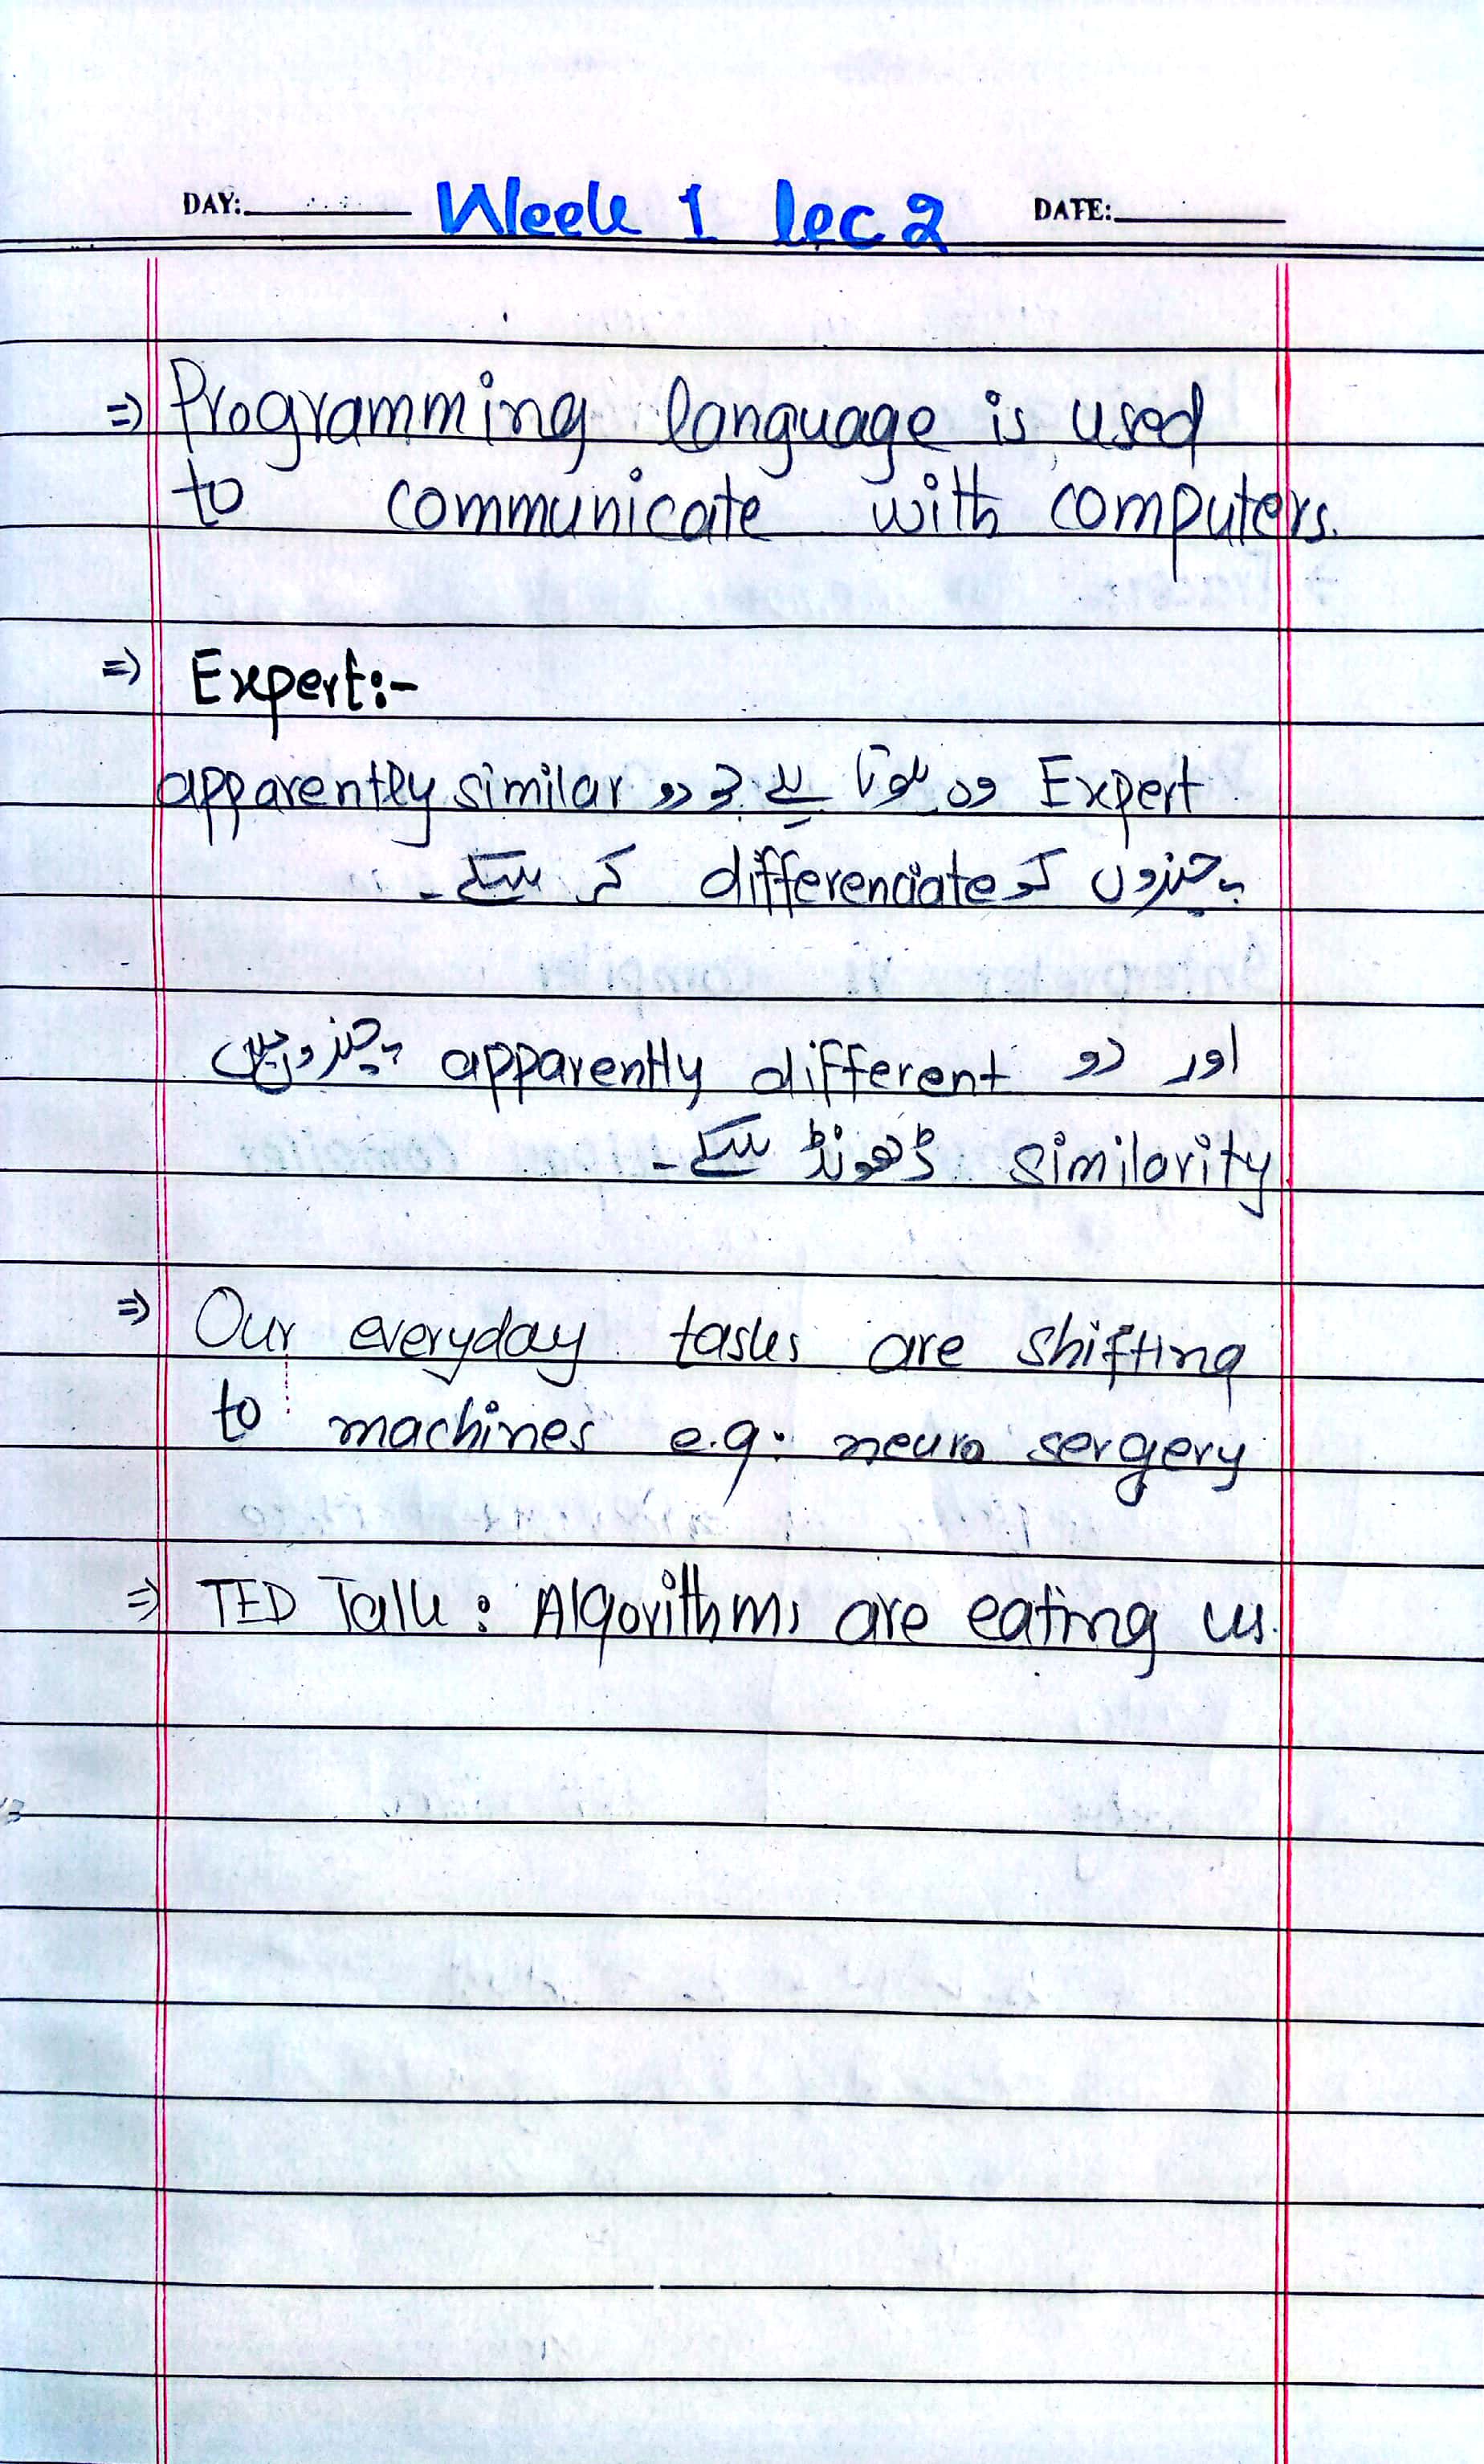 DAY: Week 1 lec 2 DATE:
=> Programming language is used
to communicate with computers.
=> Expert:-
Expert وہ ہوتا ہے جو دو apparently similar
چیزوں کو differenciate کر سکے۔
اور دو apparently different چیزوں میں
similarity ڈھونڈ سکے۔
=> Our everyday tasks are shifting
to machines e.g. neuro sergery
=> TED Talk : Algorithms are eating us.